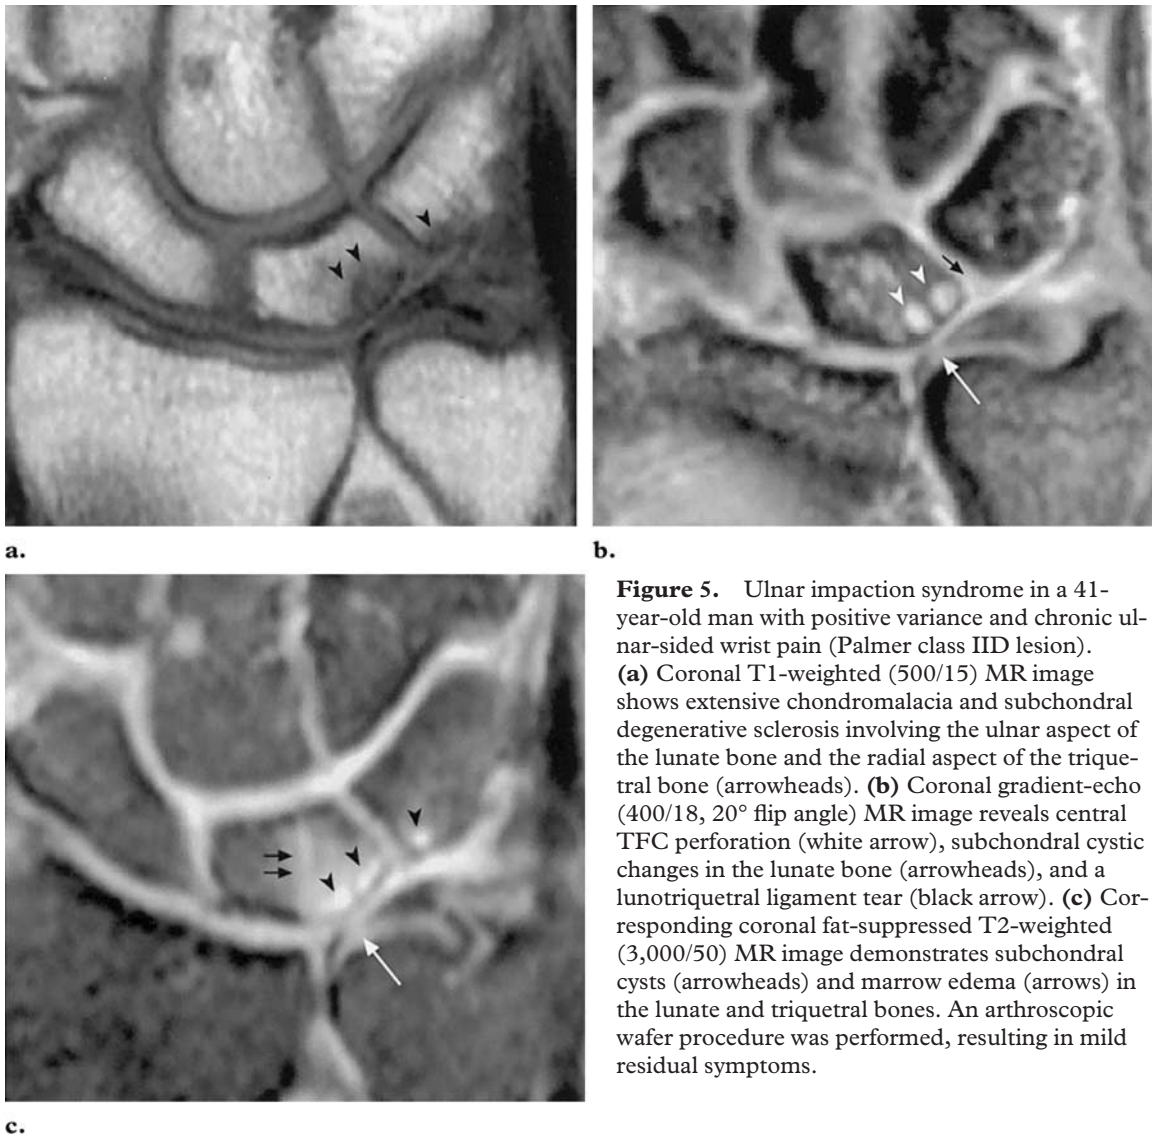 a.
b.
Figure 5. Ulnar impaction syndrome in a 41-
year-old man with positive variance and chronic ul-
nar-sided wrist pain (Palmer class IID lesion).
(a) Coronal T1-weighted (500/15) MR image
shows extensive chondromalacia and subchondral
degenerative sclerosis involving the ulnar aspect of
the lunate bone and the radial aspect of the trique-
tral bone (arrowheads). (b) Coronal gradient-echo
(400/18, 20° flip angle) MR image reveals central
TFC perforation (white arrow), subchondral cystic
changes in the lunate bone (arrowheads), and a
lunotriquetral ligament tear (black arrow). (c) Cor-
responding coronal fat-suppressed T2-weighted
(3,000/50) MR image demonstrates subchondral
cysts (arrowheads) and marrow edema (arrows) in
the lunate and triquetral bones. An arthroscopic
wafer procedure was performed, resulting in mild
residual symptoms.
c.